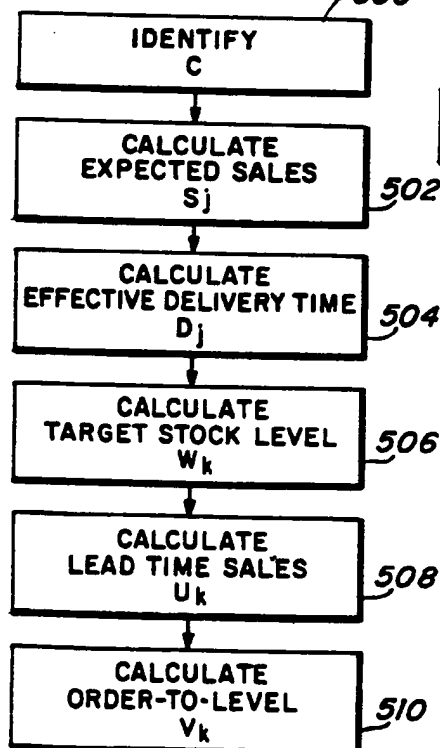 IDENTIFY
C
CALCULATE
EXPECTED SALES
Sj
502
CALCULATE
EFFECTIVE DELIVERY TIME
Dj
504
CALCULATE
TARGET STOCK LEVEL
Wk
506
CALCULATE
LEAD TIME SALES
Uk
508
CALCULATE
ORDER-TO-LEVEL
Vk
510